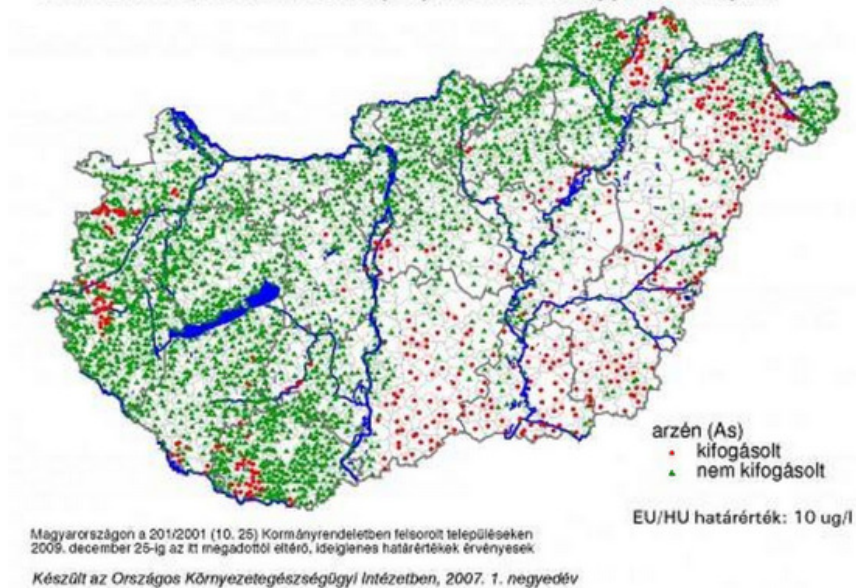 arzén (As)
kifogásolt
nem kifogásolt
EU/HU határérték: 10 ug/l
Magyarországon a 201/2001 (10. 25) Kormányrendeletben felsorolt településeken
2009. december 25-ig az itt megadottól eltérő, ideiglenes határértékek érvényesek
Készült az Országos Környezetegészségügyi Intézetben, 2007. 1. negyedév